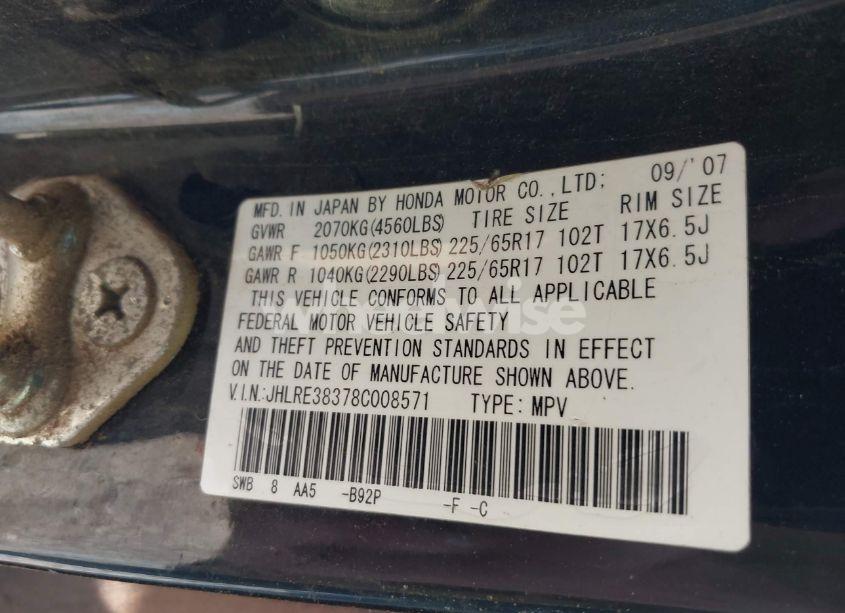 MFD. IN JAPAN BY HONDA MOTOR CO., LTD; 09/'07
GVWR 2070KG(4560LBS) TIRE SIZE RIM SIZE
GAWR F 1050KG(2310LBS) 225/65R17 102T 17X6.5J
GAWR R 1040KG(2290LBS) 225/65R17 102T 17X6.5J
THIS VEHICLE CONFORMS TO ALL APPLICABLE
FEDERAL MOTOR VEHICLE SAFETY
AND THEFT PREVENTION STANDARDS IN EFFECT
ON THE DATE OF MANUFACTURE SHOWN ABOVE.
V.I.N.:JHLRE38378C008571 TYPE: MPV
SWB 8 AA5 -B92P -F -C